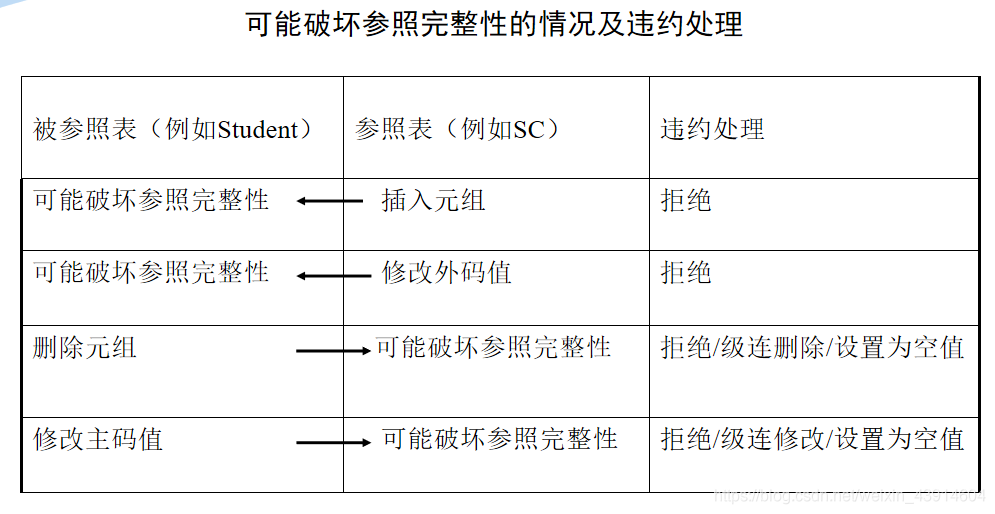 可能破坏参照完整性的情况及违约处理
被参照表（例如Student） 参照表（例如SC） 违约处理
可能破坏参照完整性 插入元组 拒绝
可能破坏参照完整性 修改外码值 拒绝
删除元组 可能破坏参照完整性 拒绝/级连删除/设置为空值
修改主码值 可能破坏参照完整性 拒绝/级连修改/设置为空值
https://blog.csdn.net/weixin_43914604